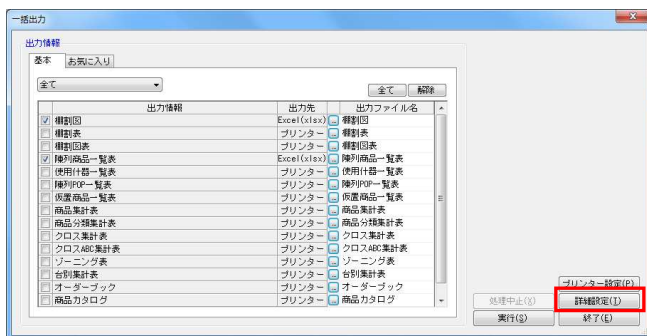 一括出力
出力情報
基本 お気に入り
全て 全て 解除
出力情報 出力先 出力ファイル名
棚割図 Excel(xlsx) 棚割図
棚割表 プリンター 棚割表
棚割図表 プリンター 棚割図表
陳列商品一覧表 Excel(xlsx) 陳列商品一覧表
使用什器一覧表 プリンター 使用什器一覧表
陳列POP一覧表 プリンター 陳列POP一覧表
仮置商品一覧表 プリンター 仮置商品一覧表
商品集計表 プリンター 商品集計表
商品分類集計表 プリンター 商品分類集計表
クロス集計表 プリンター クロス集計表
クロスABC集計表 プリンター クロスABC集計表
ゾーニング表 プリンター ゾーニング表
台別集計表 プリンター 台別集計表
オーダーブック プリンター オーダーブック
商品カタログ プリンター 商品カタログ
プリンター設定(P)
処理中止(X) 詳細設定(I)
実行(S) 終了(E)